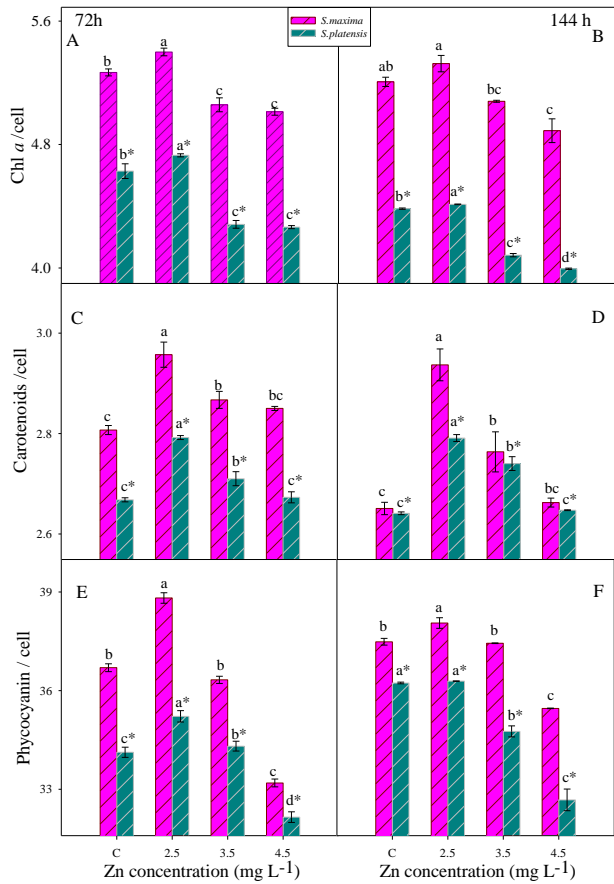 72h
S.maxima
S.platensis
144 h
A
B
5.6
4.8
4.0
Chl a /cell
b a c c
b* a* c* c*
ab a bc c
b* a* c* d*
C
D
3.0
2.8
2.6
Carotenoids /cell
c a b bc
c* a* b* c*
c a b bc
c* a* b* c*
E
F
39
36
33
Phycocyanin / cell
b a b c
c* a* b* d*
b a b c
a* a* b* c*
C 2.5 3.5 4.5 C 2.5 3.5 4.5
Zn concentration (mg L-1) Zn concentration (mg L-1)